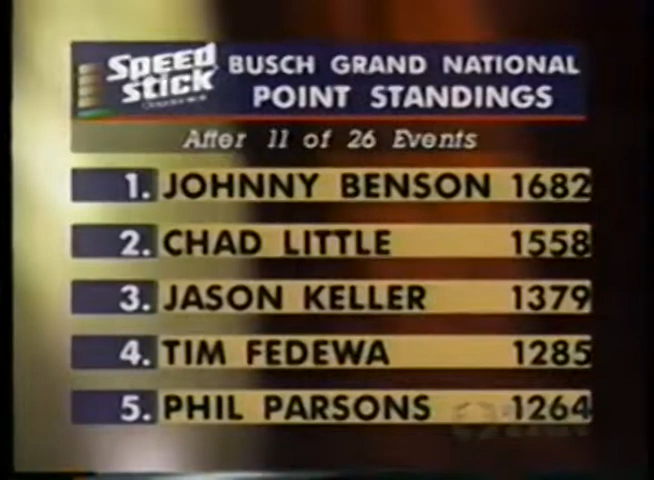 SPEED STICK
BUSCH GRAND NATIONAL
POINT STANDINGS
After 11 of 26 Events
1. JOHNNY BENSON 1682
2. CHAD LITTLE 1558
3. JASON KELLER 1379
4. TIM FEDEWA 1285
5. PHIL PARSONS 1264